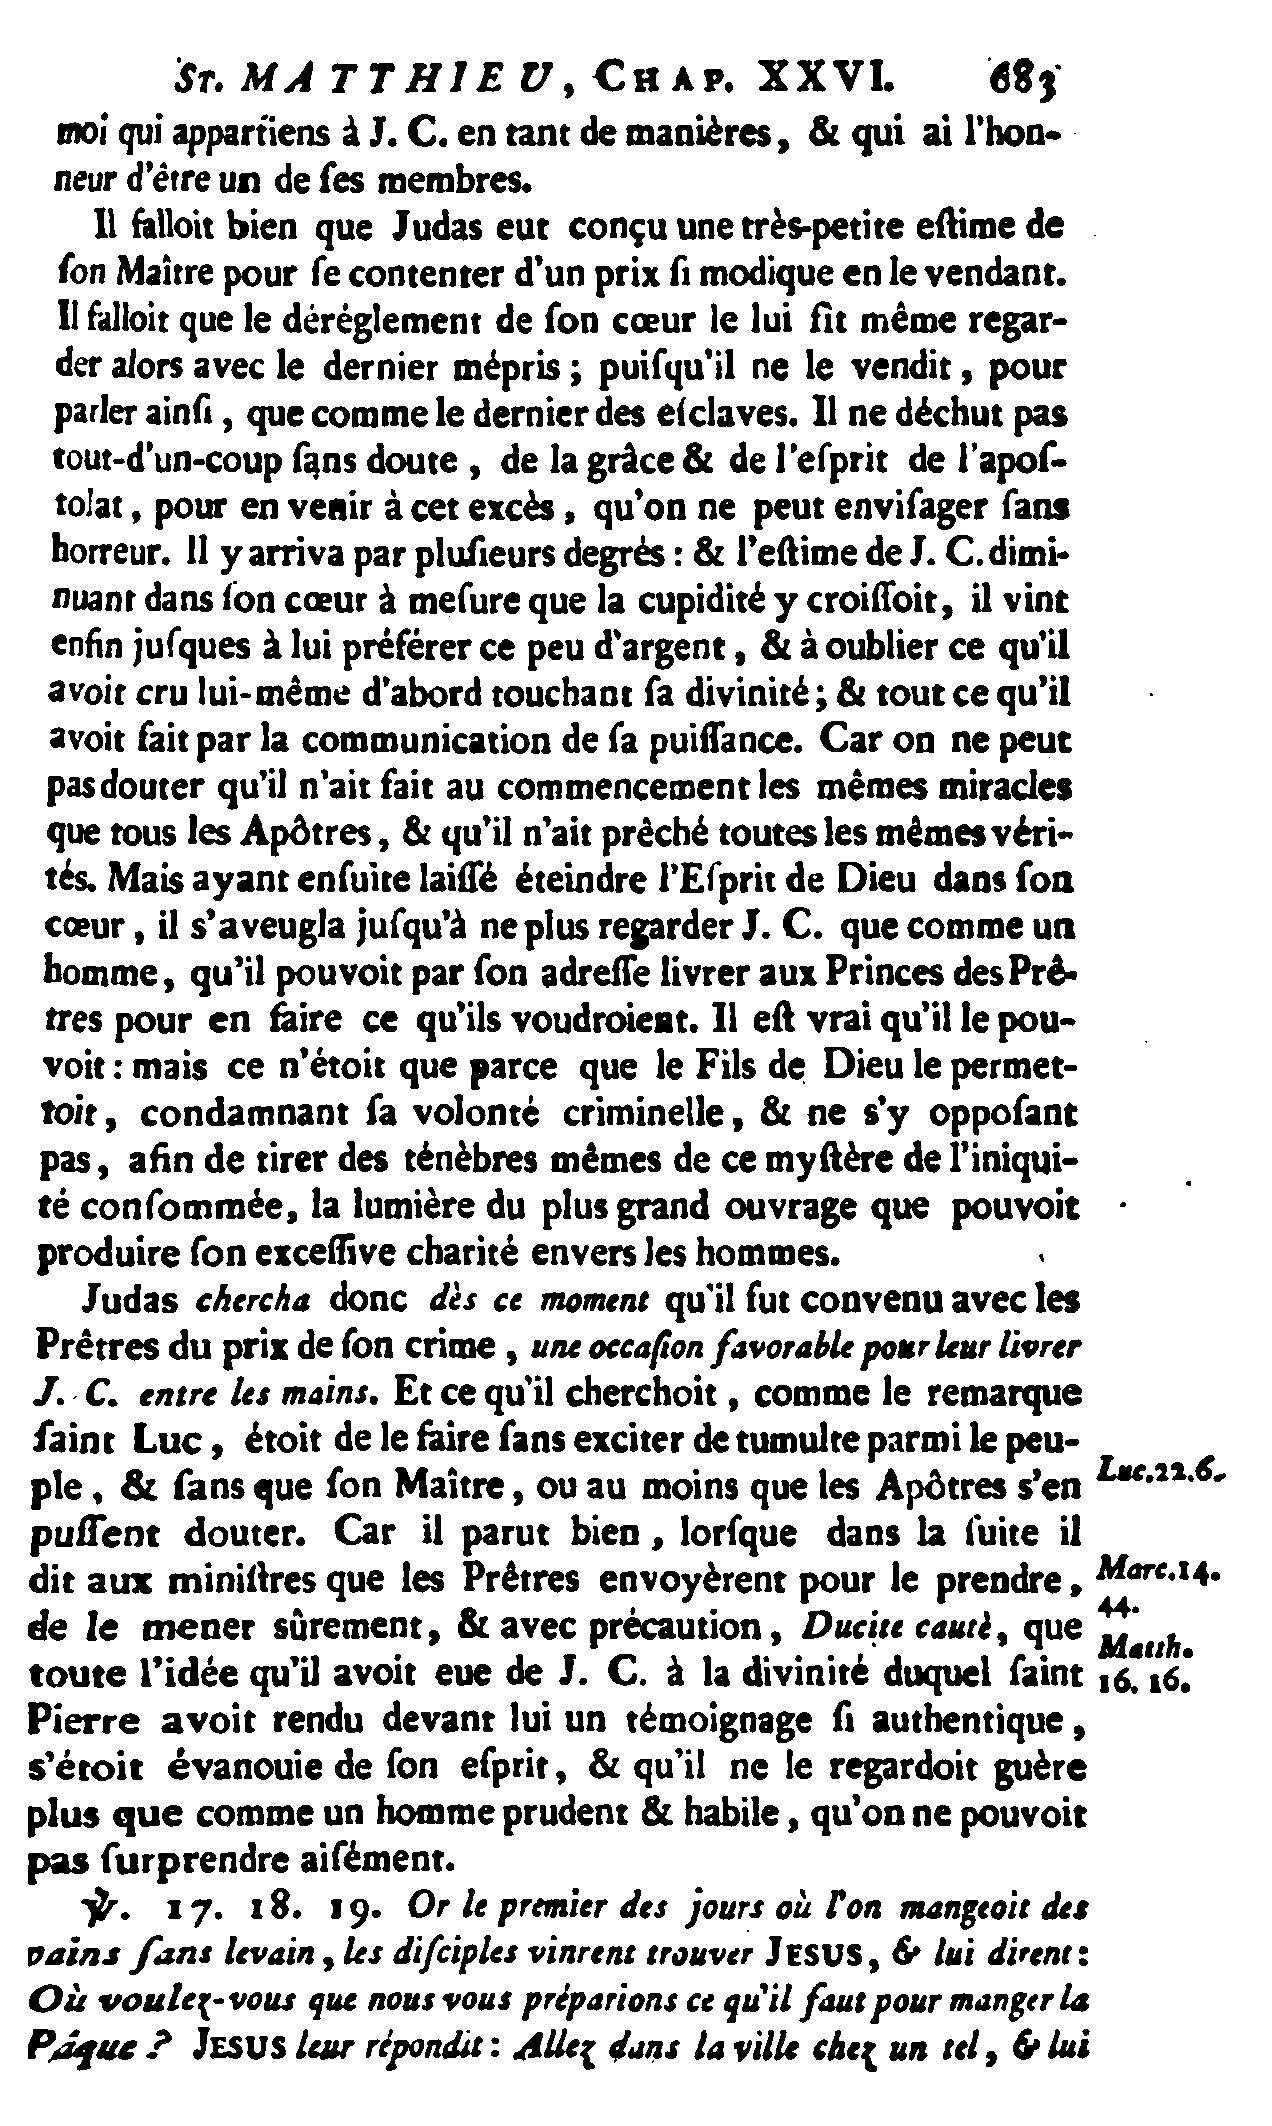 ST. MATTHIEU, CHAP. XXVI. 683
moi qui appartiens à J. C. en tant de manières, & qui ai l'hon-
neur d'être un de ſes membres.
Il falloit bien que Judas eut conçu une très-petite eſtime de
ſon Maître pour ſe contenter d'un prix ſi modique en le vendant.
Il falloit que le déréglement de ſon cœur le lui fît même regar-
der alors avec le dernier mépris ; puiſqu'il ne le vendit, pour
parler ainſi, que comme le dernier des eſclaves. Il ne déchut pas
tout-d'un-coup ſans doute, de la grâce & de l'eſprit de l'apoſ-
tolat, pour en venir à cet excès, qu'on ne peut enviſager ſans
horreur. Il y arriva par pluſieurs degrés : & l'eſtime de J. C. dimi-
nuant dans ſon cœur à meſure que la cupidité y croiſſoit, il vint
enfin juſques à lui préférer ce peu d'argent, & à oublier ce qu'il
avoit cru lui-même d'abord touchant ſa divinité ; & tout ce qu'il
avoit fait par la communication de ſa puiſſance. Car on ne peut
pas douter qu'il n'ait fait au commencement les mêmes miracles
que tous les Apôtres, & qu'il n'ait prêché toutes les mêmes véri-
tés. Mais ayant enſuite laiſſé éteindre l'Eſprit de Dieu dans ſon
cœur, il s'aveugla juſqu'à ne plus regarder J. C. que comme un
homme, qu'il pouvoit par ſon adreſſe livrer aux Princes des Prê-
tres pour en faire ce qu'ils voudroient. Il eſt vrai qu'il le pou-
voit : mais ce n'étoit que parce que le Fils de Dieu le permet-
toit, condamnant ſa volonté criminelle, & ne s'y oppoſant
pas, afin de tirer des ténèbres mêmes de ce myſtère de l'iniqui-
té conſommée, la lumière du plus grand ouvrage que pouvoit
produire ſon exceſſive charité envers les hommes.
Judas chercha donc dès ce moment qu'il fut convenu avec les
Prêtres du prix de ſon crime, une occaſion favorable pour leur livrer
J. C. entre les mains. Et ce qu'il cherchoit, comme le remarque
ſaint Luc, étoit de le faire ſans exciter de tumulte parmi le peu-
ple, & ſans que ſon Maître, ou au moins que les Apôtres s'en Luc.22.6.
puſſent douter. Car il parut bien, lorſque dans la ſuite il
dit aux miniſtres que les Prêtres envoyèrent pour le prendre, Marc.14.
44.
de le mener sûrement, & avec précaution, Ducite cautè, que
Matth.
toute l'idée qu'il avoit eue de J. C. à la divinité duquel ſaint 16. 16.
Pierre avoit rendu devant lui un témoignage ſi authentique,
s'étoit évanouie de ſon eſprit, & qu'il ne le regardoit guère
plus que comme un homme prudent & habile, qu'on ne pouvoit
pas ſurprendre aiſément.
℣. 17. 18. 19. Or le premier des jours où l'on mangeoit des
pains ſans levain, les diſciples vinrent trouver JESUS, & lui dirent :
Où voulez-vous que nous vous préparions ce qu'il faut pour manger la
Pâque ? JESUS leur répondit : Allez dans la ville chez un tel, & lui